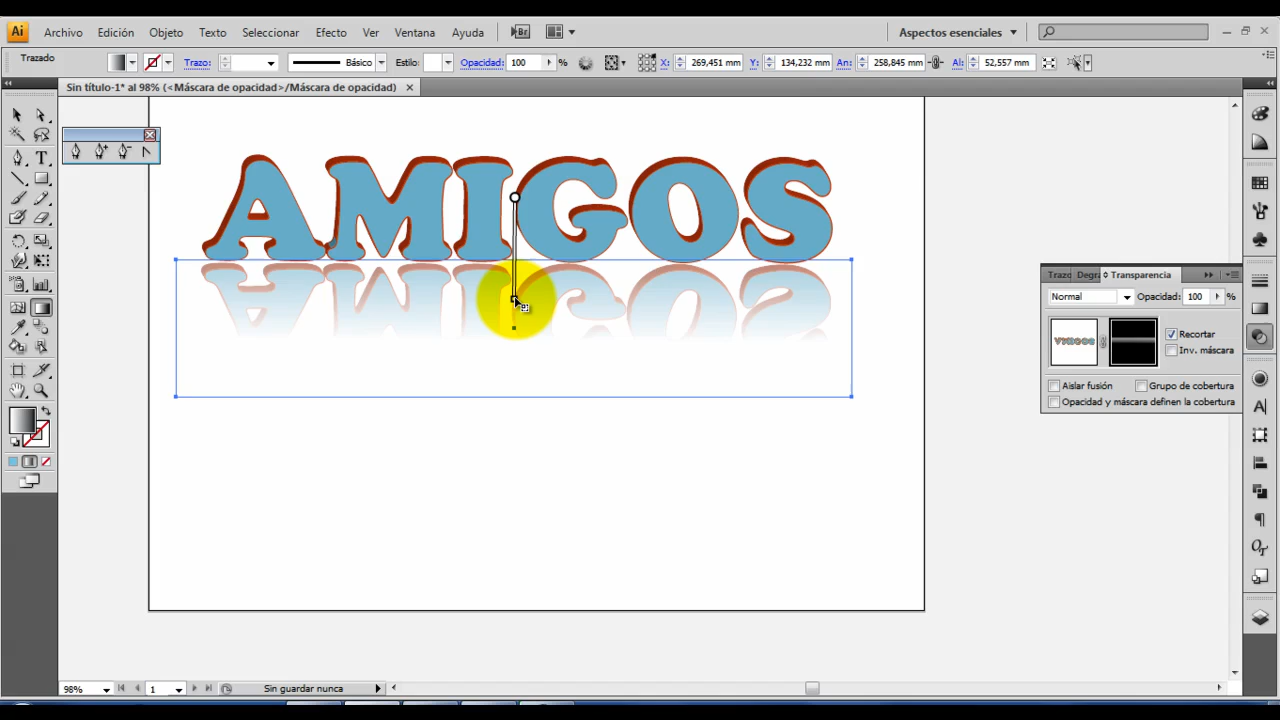 Ai Archivo Edición Objeto Texto Seleccionar Efecto Ver Ventana Ayuda Br Aspectos esenciales
Trazado Trazo: Básico Estilo: Opacidad: 100 % X: 269,451 mm Y: 134,232 mm An: 258,845 mm Al: 52,557 mm
Sin título-1* al 98% (<Máscara de opacidad>/Máscara de opacidad)
AMIGOS
AMIGOS
Trazo Degra Transparencia
Normal Opacidad: 100 %
Recortar
Inv. máscara
Aislar fusión Grupo de cobertura
Opacidad y máscara definen la cobertura
98% 1 Sin guardar nunca